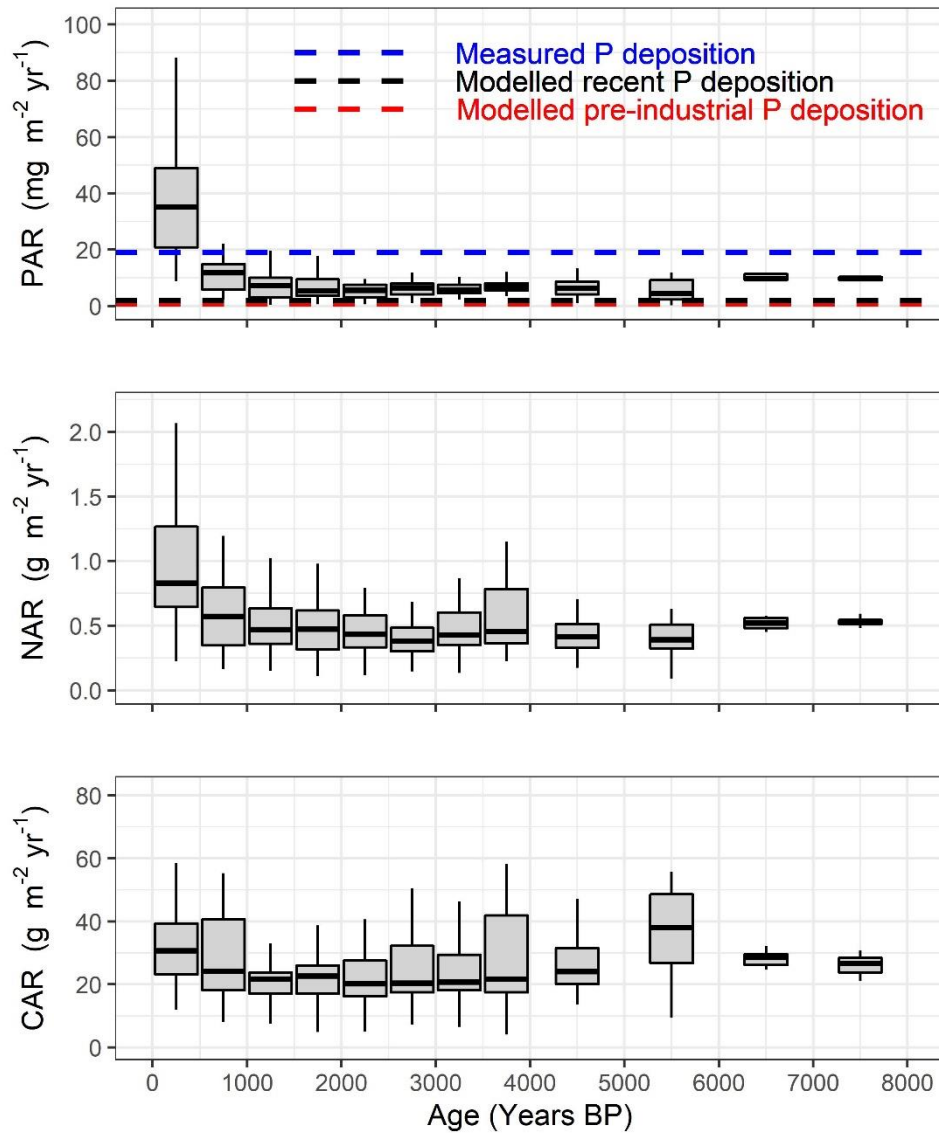 100
80
60
40
20
0
PAR (mg m⁻² yr⁻¹)
Measured P deposition
Modelled recent P deposition
Modelled pre-industrial P deposition
2.0
1.5
1.0
0.5
0.0
NAR (g m⁻² yr⁻¹)
80
60
40
20
0
CAR (g m⁻² yr⁻¹)
0 1000 2000 3000 4000 5000 6000 7000 8000
Age (Years BP)